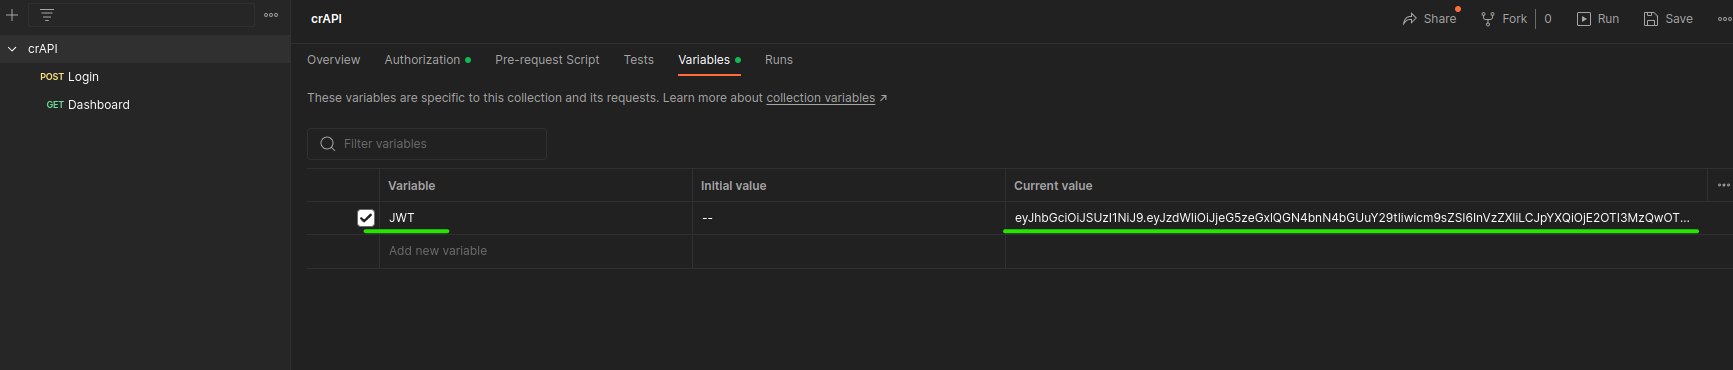 crAPI
Share Fork 0 Run Save
crAPI
POST Login
GET Dashboard
Overview Authorization Pre-request Script Tests Variables Runs
These variables are specific to this collection and its requests. Learn more about collection variables ↗
Filter variables
Variable Initial value Current value
JWT -- eyJhbGciOiJSUzI1NiJ9.eyJzdWIiOiJjeG5zeGxlQGN4bnN4bGUuY29tIiwicm9sZSI6InVzZXIiLCJpYXQiOjE2OTI3MzQwOT...
Add new variable